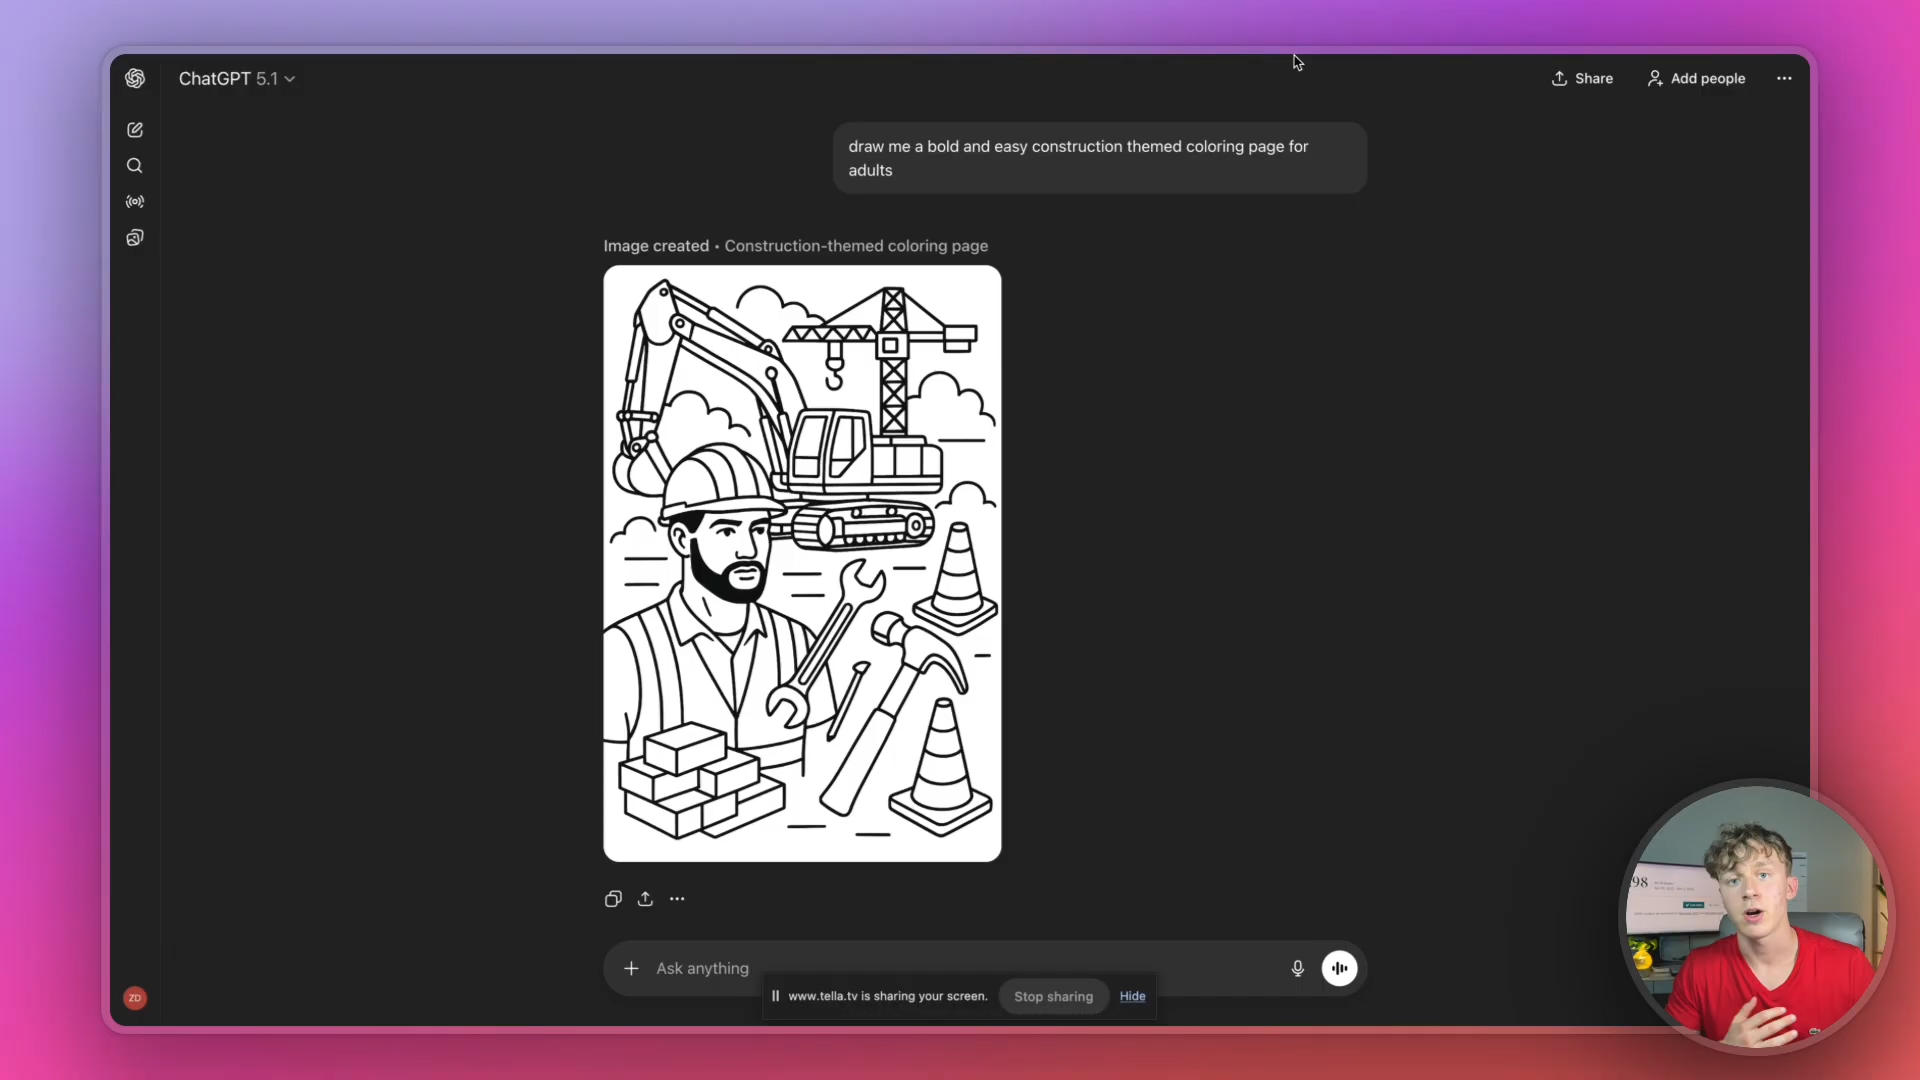 ChatGPT 5.1
Share
Add people
draw me a bold and easy construction themed coloring page for
adults
Image created • Construction-themed coloring page
Ask anything
www.tella.tv is sharing your screen.
Stop sharing
Hide
ZD
98